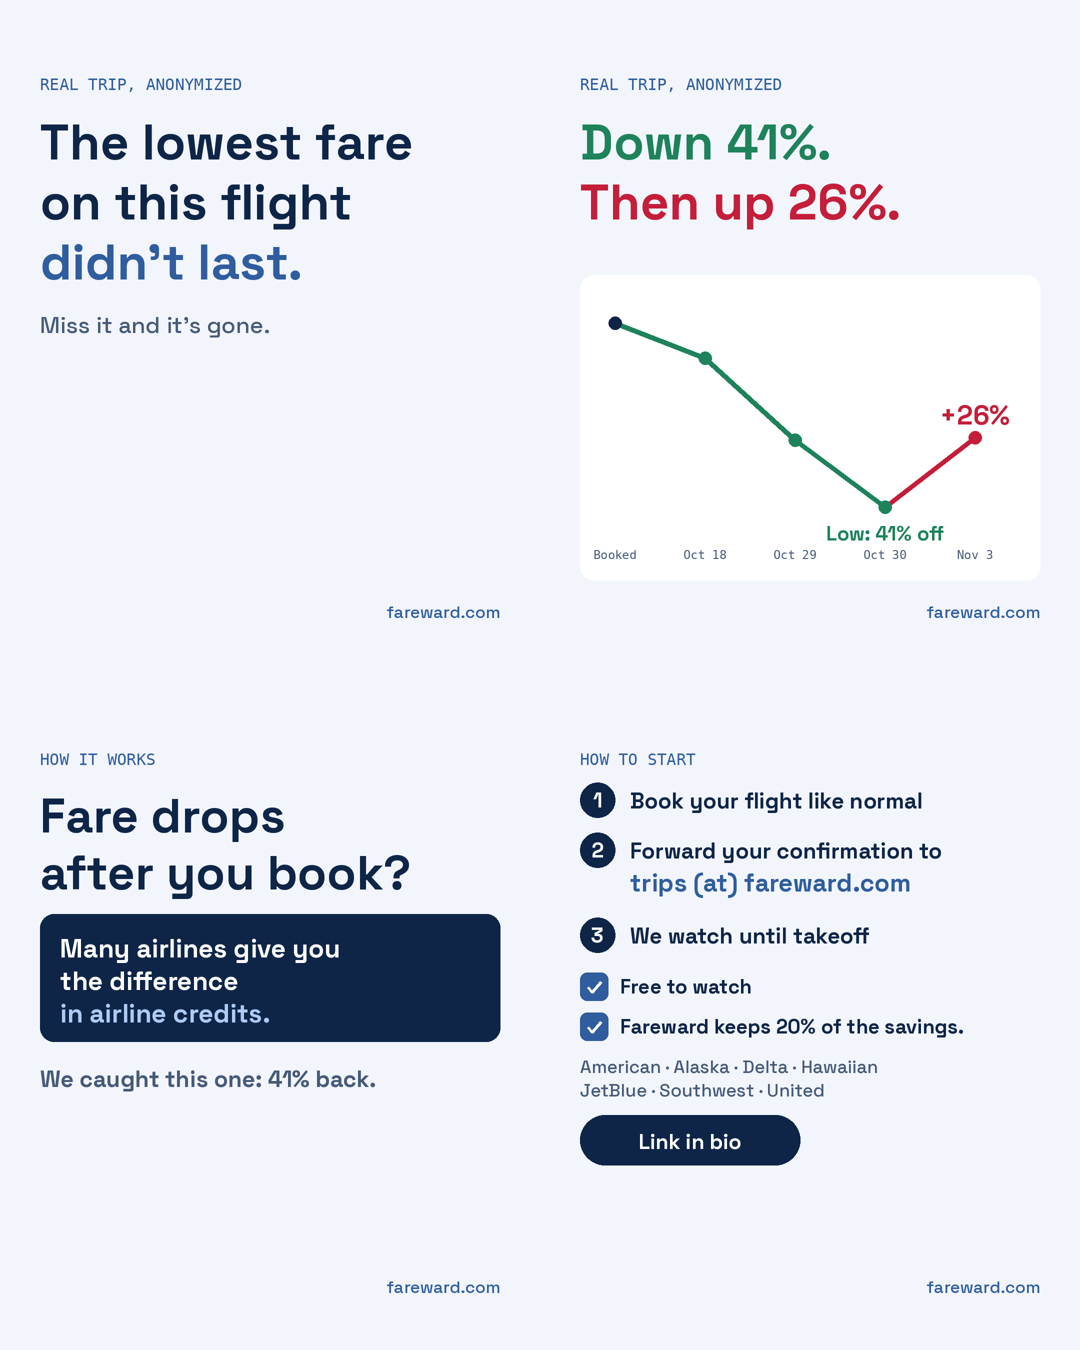 REAL TRIP, ANONYMIZED
The lowest fare
on this flight
didn’t last.
Miss it and it’s gone.
fareward.com
REAL TRIP, ANONYMIZED
Down 41%.
Then up 26%.
+26%
Low: 41% off
Booked Oct 18 Oct 29 Oct 30 Nov 3
fareward.com
HOW IT WORKS
Fare drops
after you book?
Many airlines give you
the difference
in airline credits.
We caught this one: 41% back.
fareward.com
HOW TO START
1 Book your flight like normal
2 Forward your confirmation to
trips (at) fareward.com
3 We watch until takeoff
Free to watch
Fareward keeps 20% of the savings.
American · Alaska · Delta · Hawaiian
JetBlue · Southwest · United
Link in bio
fareward.com